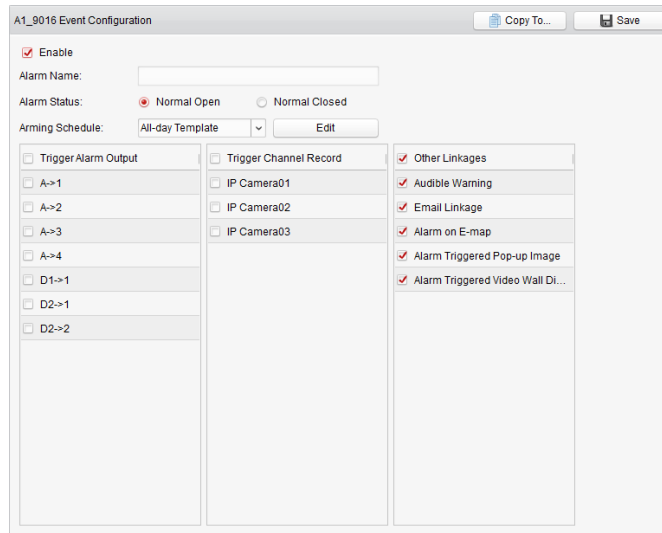 A1_9016 Event Configuration
Copy To...
Save
Enable
Alarm Name:
Alarm Status:
Normal Open
Normal Closed
Arming Schedule:
All-day Template
Edit
Trigger Alarm Output
A->1
A->2
A->3
A->4
D1->1
D2->1
D2->2
Trigger Channel Record
IP Camera01
IP Camera02
IP Camera03
Other Linkages
Audible Warning
Email Linkage
Alarm on E-map
Alarm Triggered Pop-up Image
Alarm Triggered Video Wall Di...